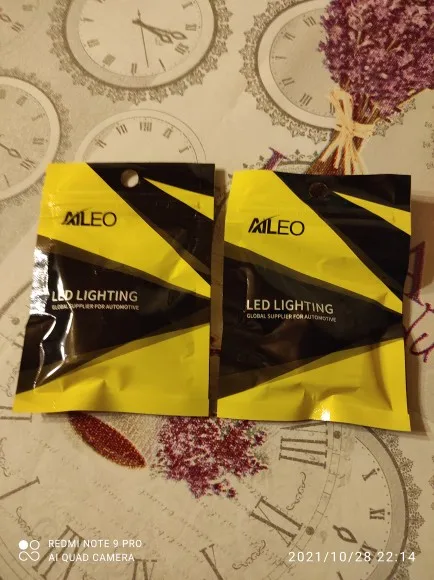 AILEO
LED LIGHTING
GLOBAL SUPPLIER FOR AUTOMOTIVE
AILEO
LED LIGHTING
GLOBAL SUPPLIER FOR AUTOMOTIVE
REDMI NOTE 9 PRO
AI QUAD CAMERA
2021/10/28 22:14